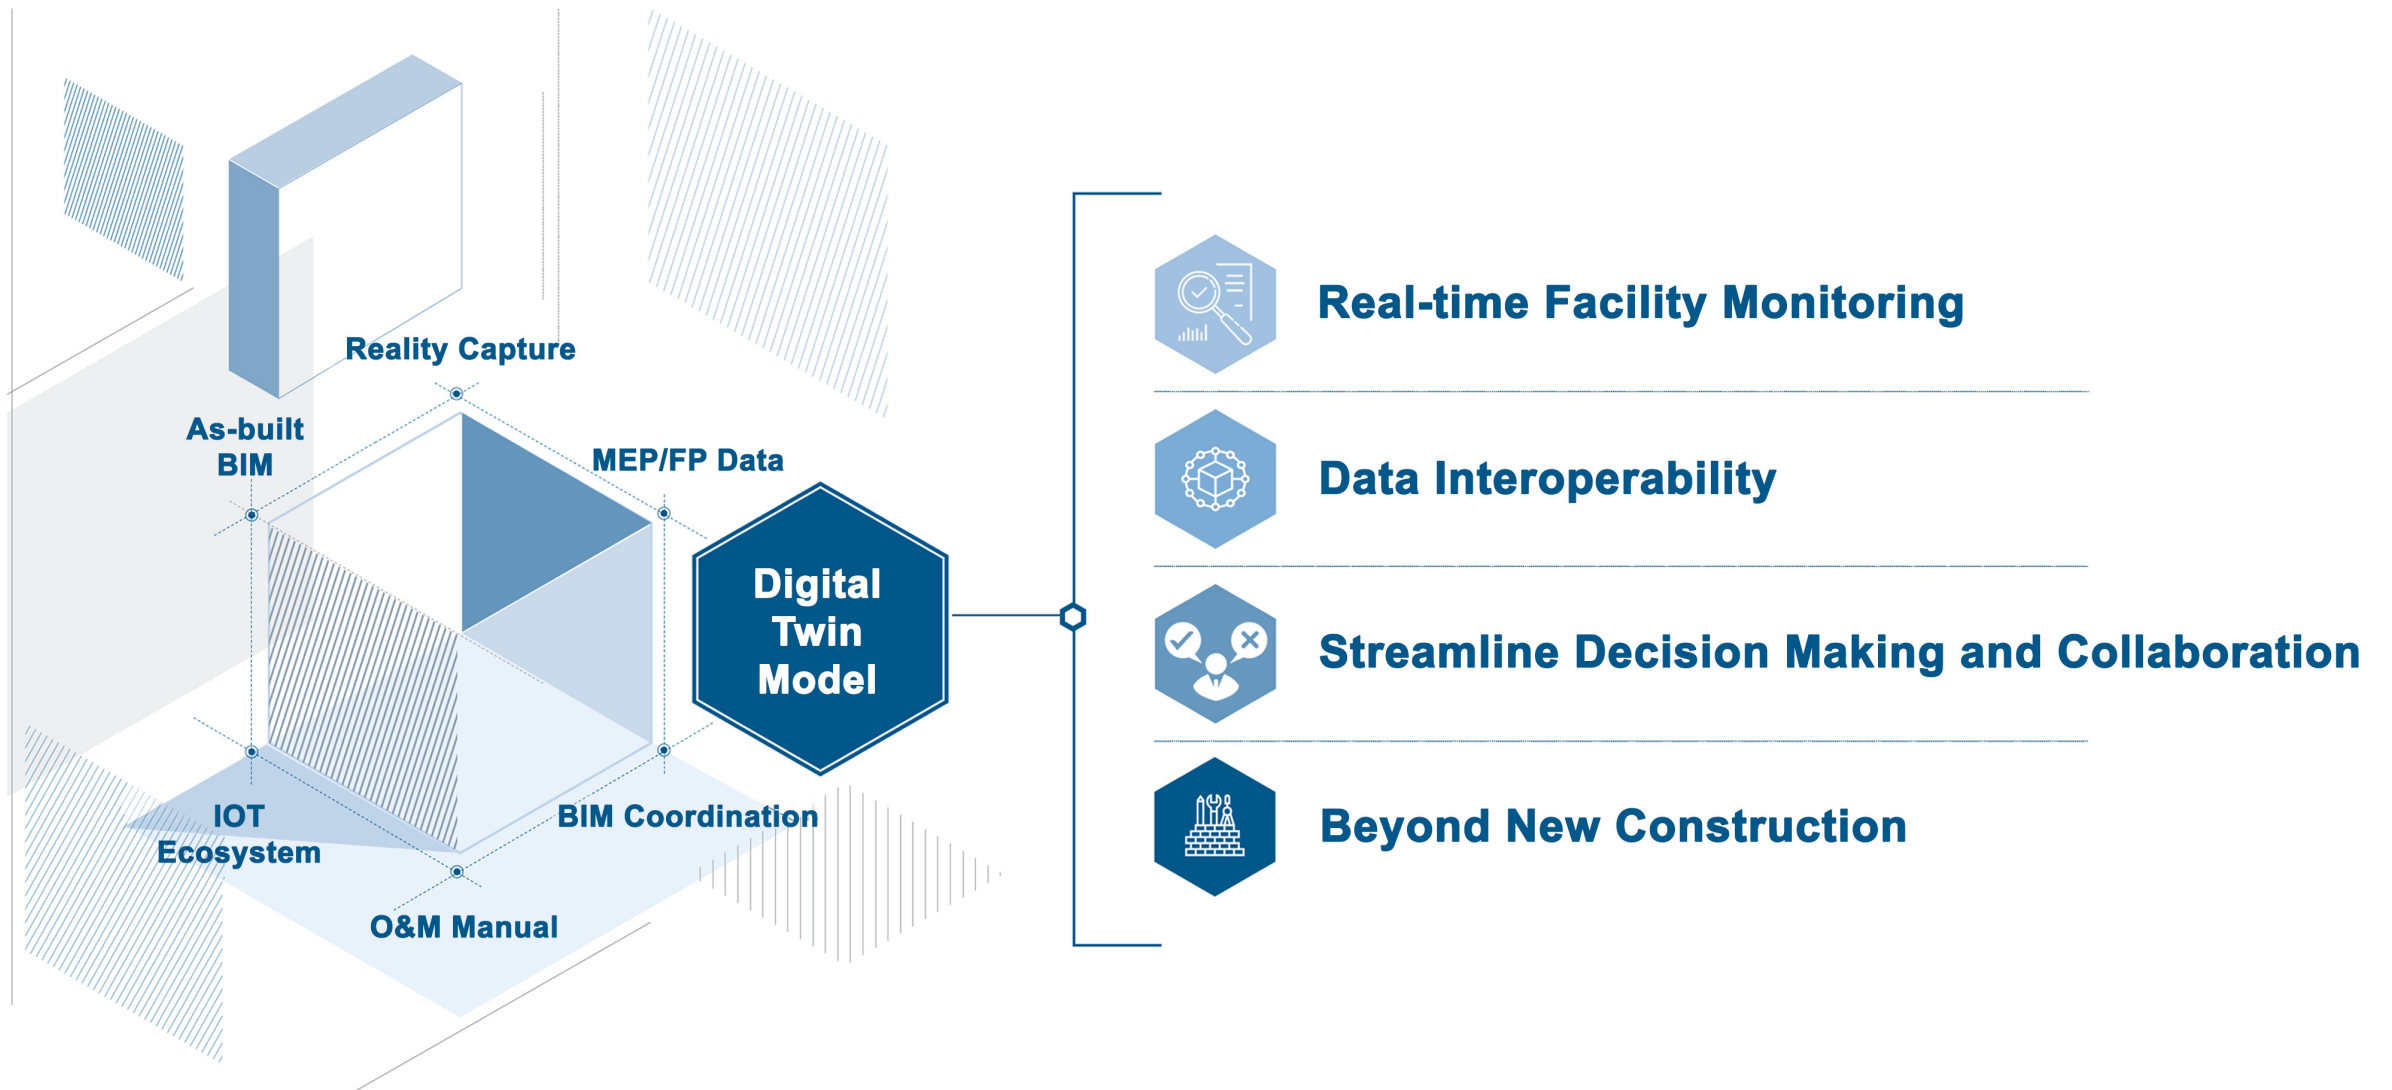 Reality Capture
As-built
BIM
MEP/FP Data
Digital
Twin
Model
IOT
Ecosystem
BIM Coordination
O&M Manual
Real-time Facility Monitoring
Data Interoperability
Streamline Decision Making and Collaboration
Beyond New Construction